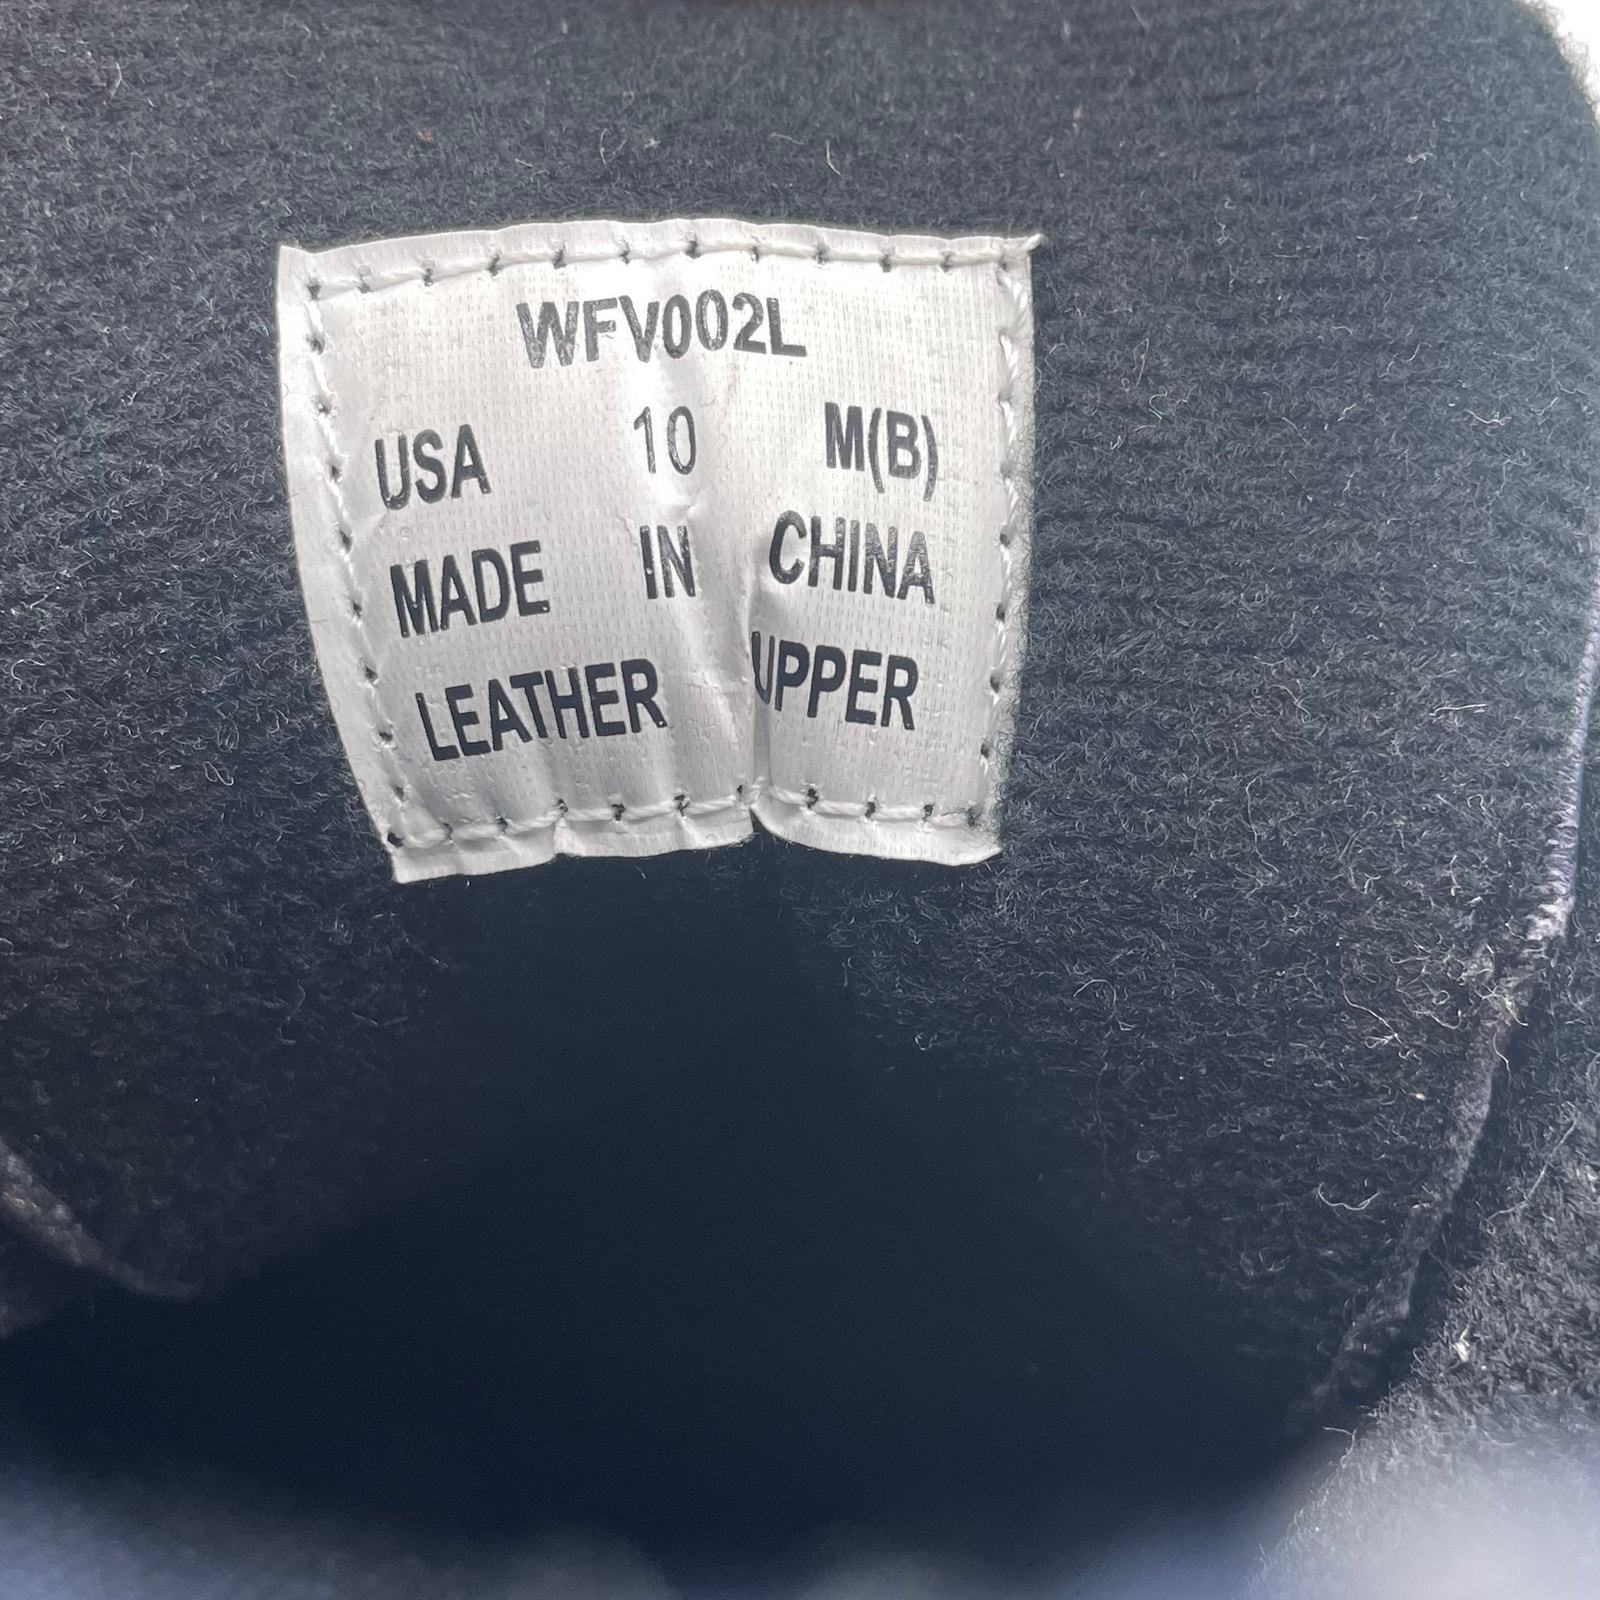 WFV002L
USA 10 M(B)
MADE IN CHINA
LEATHER UPPER